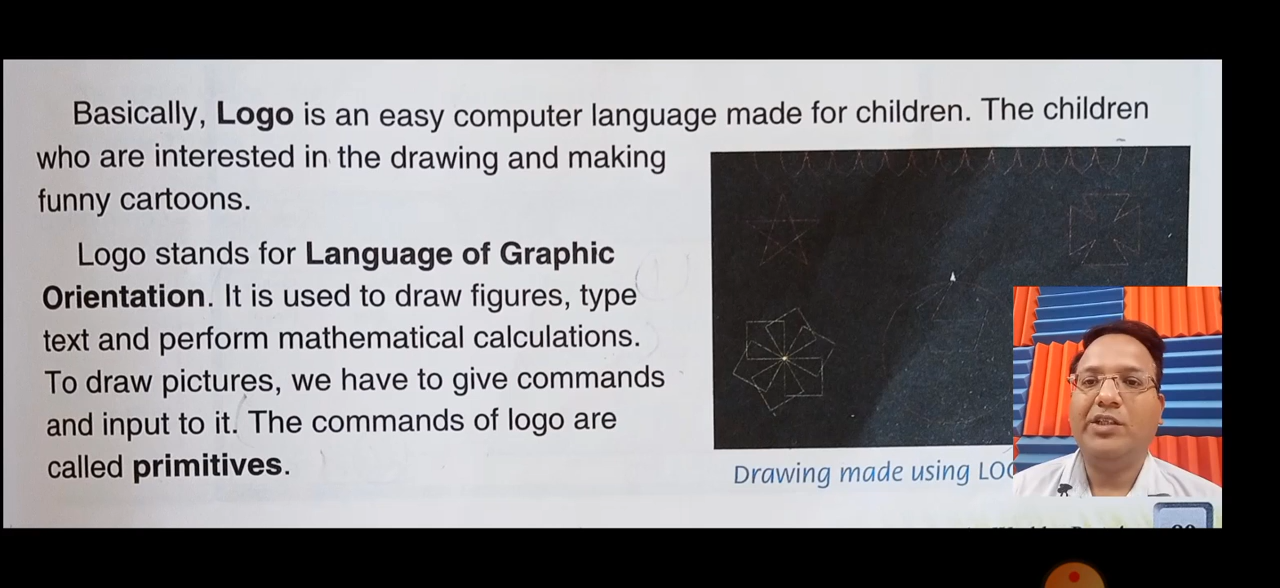 Basically, Logo is an easy computer language made for children. The children
who are interested in the drawing and making
funny cartoons.
Logo stands for Language of Graphic
Orientation. It is used to draw figures, type
text and perform mathematical calculations.
To draw pictures, we have to give commands
and input to it. The commands of logo are
called primitives.
Drawing made using